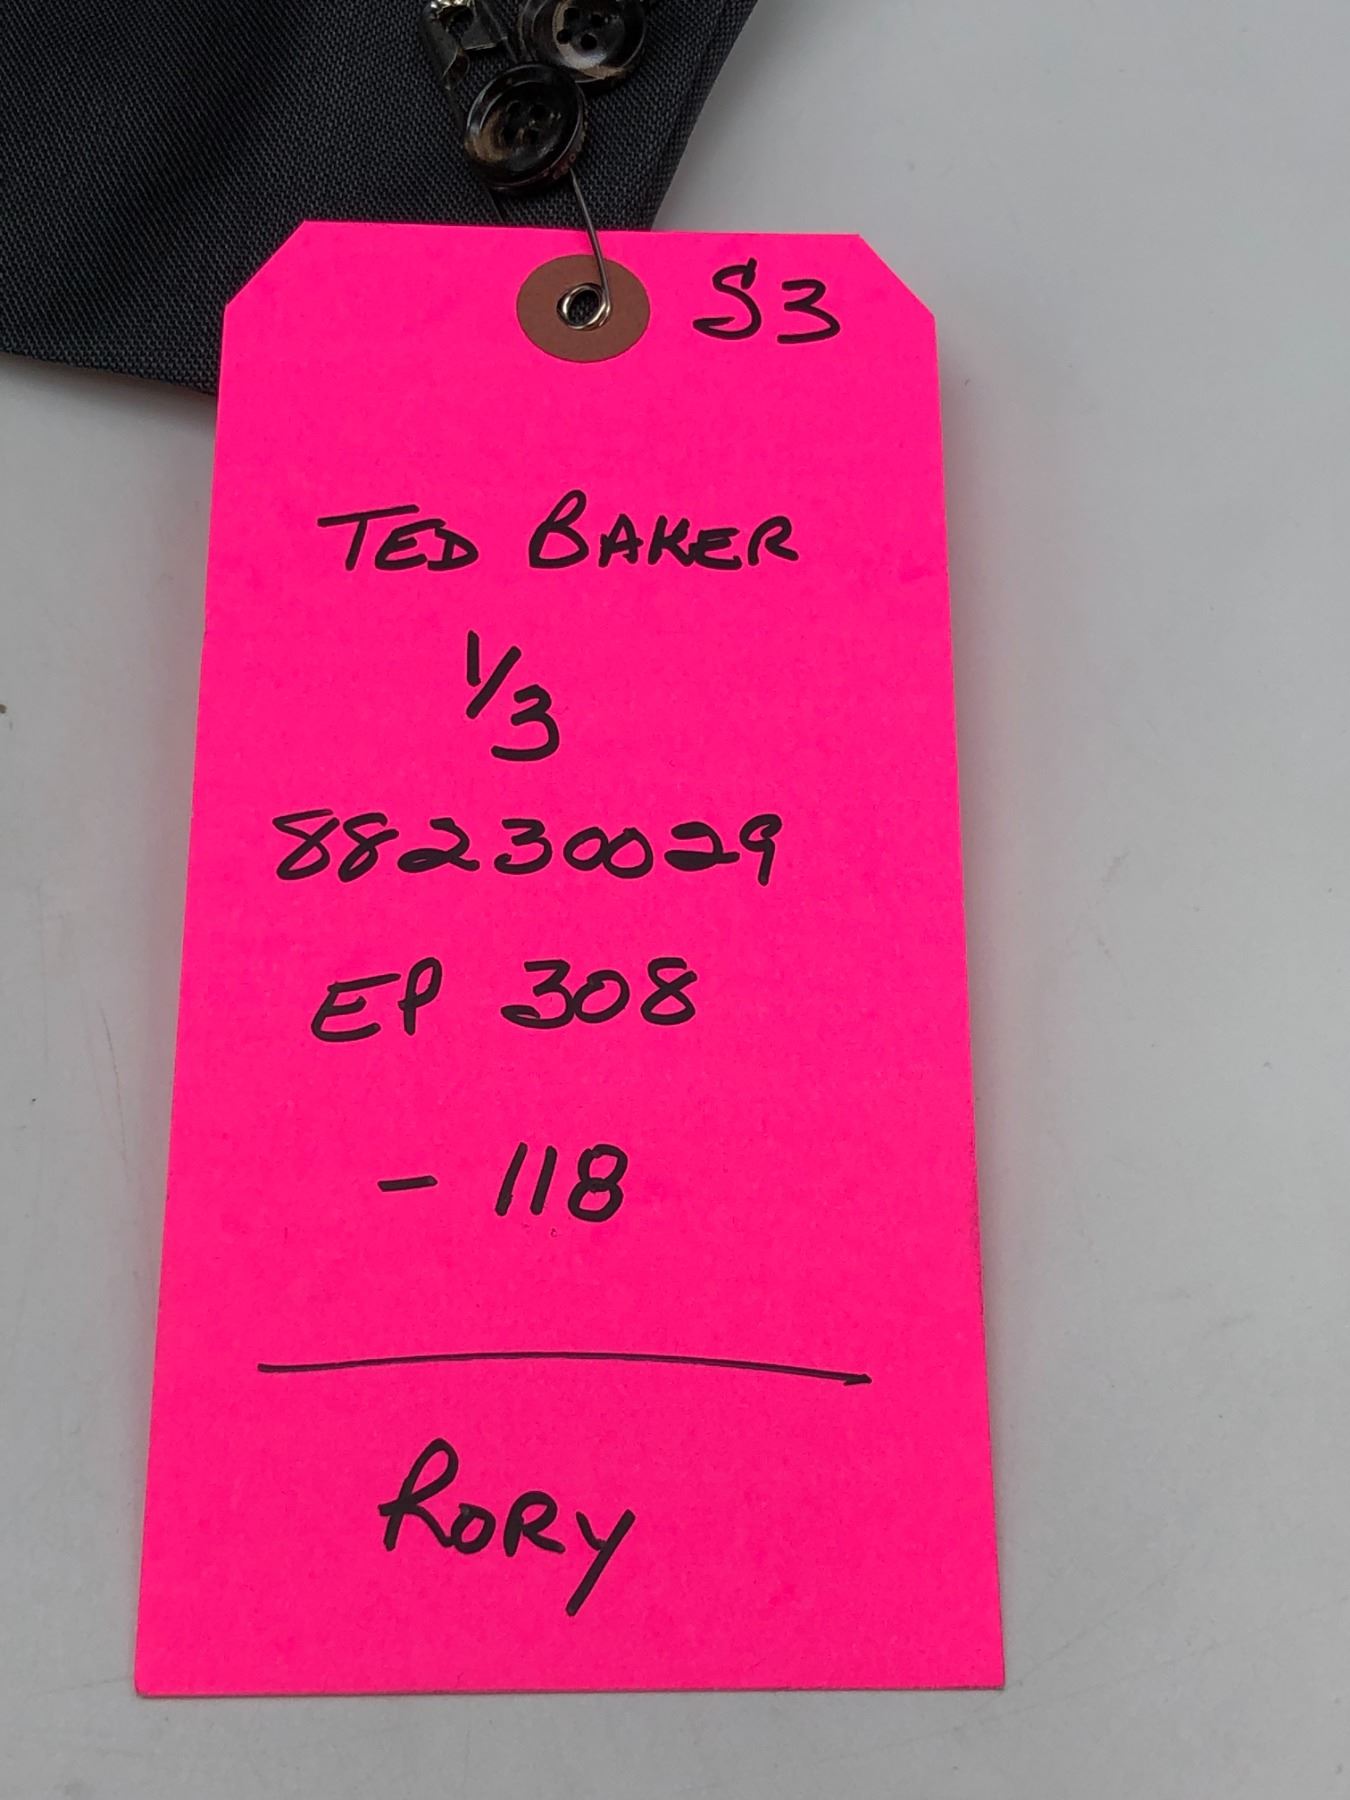 S3
TED BAKER
1/3
88230029
EP 308
- 118
RORY